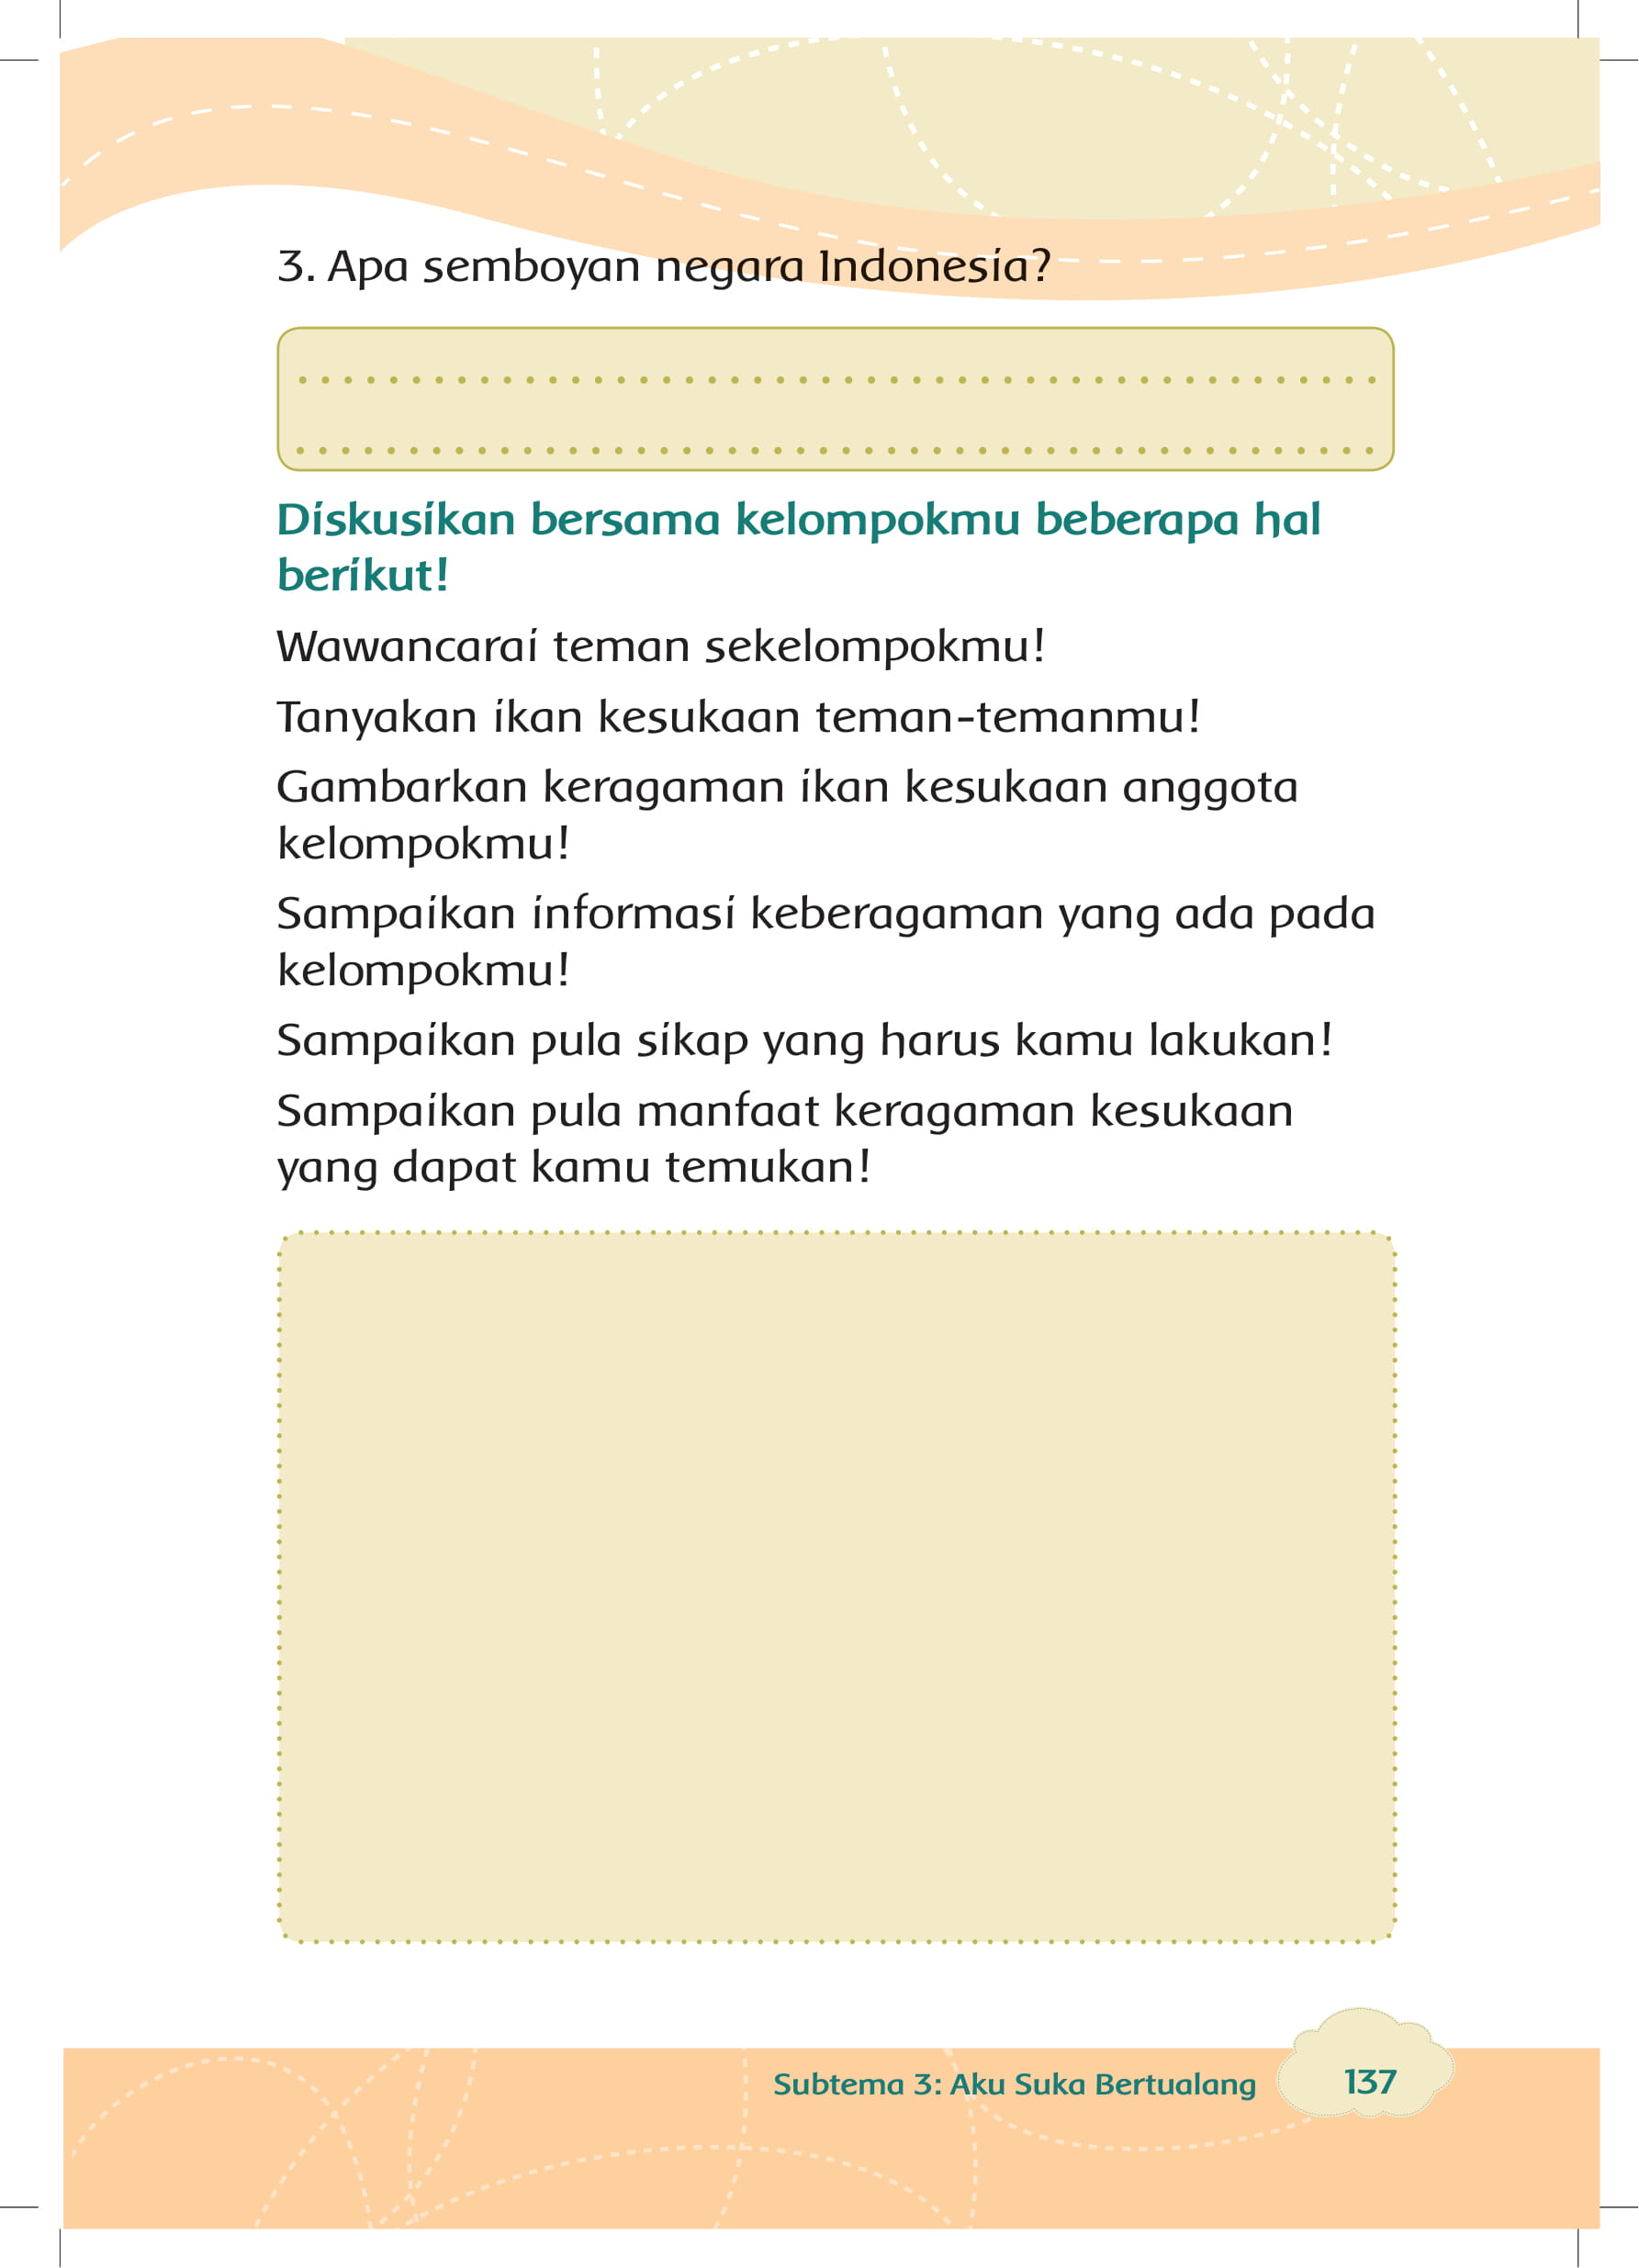 3. Apa semboyan negara Indonesia?
Diskusikan bersama kelompokmu beberapa hal
berikut!
Wawancarai teman sekelompokmu!
Tanyakan ikan kesukaan teman-temanmu!
Gambarkan keragaman ikan kesukaan anggota
kelompokmu!
Sampaikan informasi keberagaman yang ada pada
kelompokmu!
Sampaikan pula sikap yang harus kamu lakukan!
Sampaikan pula manfaat keragaman kesukaan
yang dapat kamu temukan!
Subtema 3: Aku Suka Bertualang
137